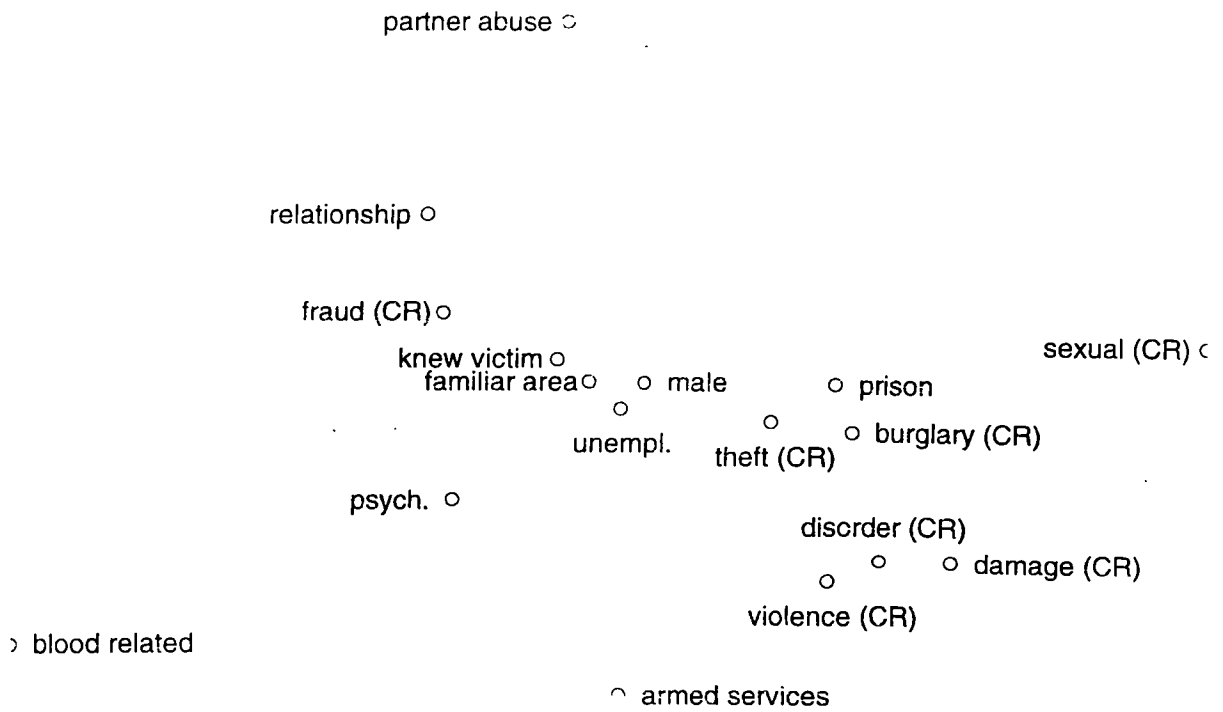 partner abuse
relationship
fraud (CR)
sexual (CR)
knew victim
familiar area
male
prison
unempl.
theft (CR)
burglary (CR)
psych.
discrder (CR)
damage (CR)
violence (CR)
blood related
armed services